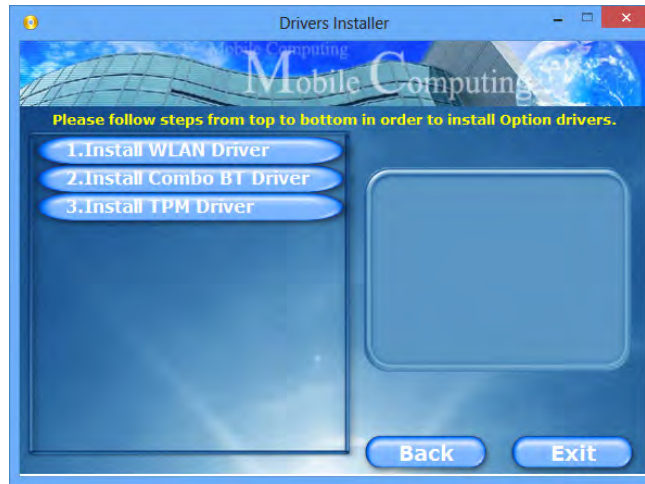 Drivers Installer
Mobile Computing
Mobile Computing
Please follow steps from top to bottom in order to install Option drivers.
1.Install WLAN Driver
2.Install Combo BT Driver
3.Install TPM Driver
Back
Exit